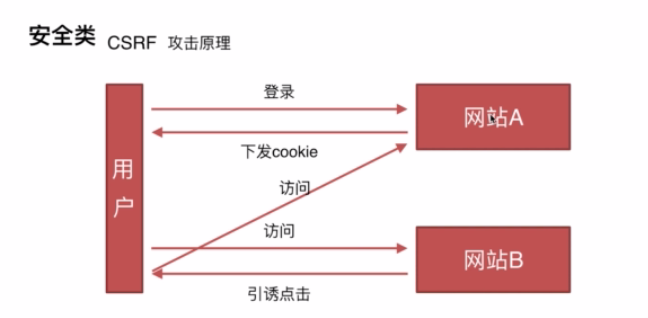 安全类 CSRF 攻击原理
登录
网站A
下发cookie
用户
访问
访问
网站B
引诱点击